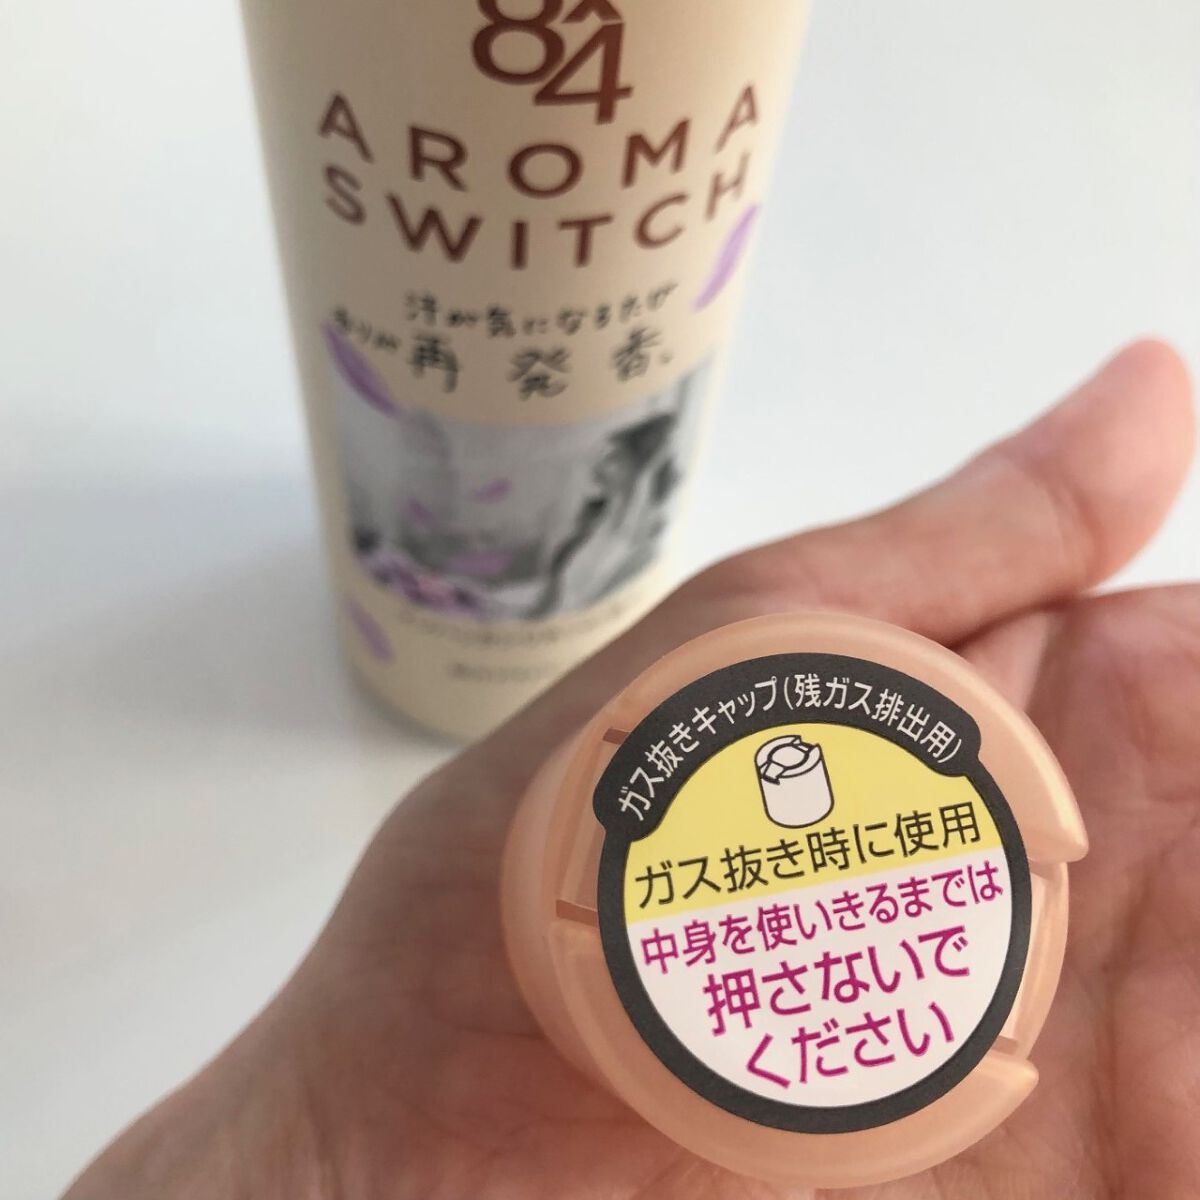 8x4
AROMA
SWITCH
汗が気になるたび
香りが再発香
ガス抜きキャップ(残ガス排出用)
ガス抜き時に使用
中身を使いきるまでは
押さないで
ください